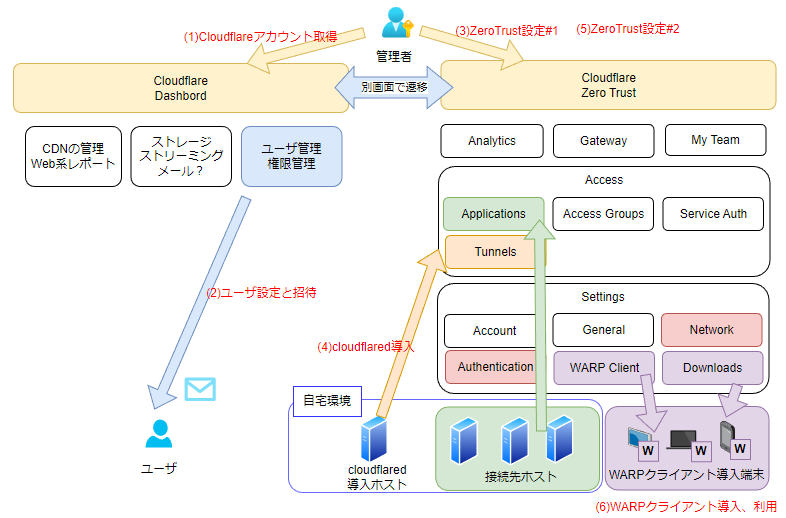 (1)Cloudflareアカウント取得
(3)ZeroTrust設定#1
(5)ZeroTrust設定#2
管理者
Cloudflare
Dashbord
別画面で遷移
Cloudflare
Zero Trust
CDNの管理
Web系レポート
ストレージ
ストリーミング
メール？
ユーザ管理
権限管理
Analytics
Gateway
My Team
Access
Applications
Access Groups
Service Auth
Tunnels
(2)ユーザ設定と招待
Settings
Account
General
Network
(4)cloudflared導入
Authentication
WARP Client
Downloads
自宅環境
ユーザ
cloudflared
導入ホスト
接続先ホスト
W
W
W
WARPクライアント導入端末
(6)WARPクライアント導入、利用